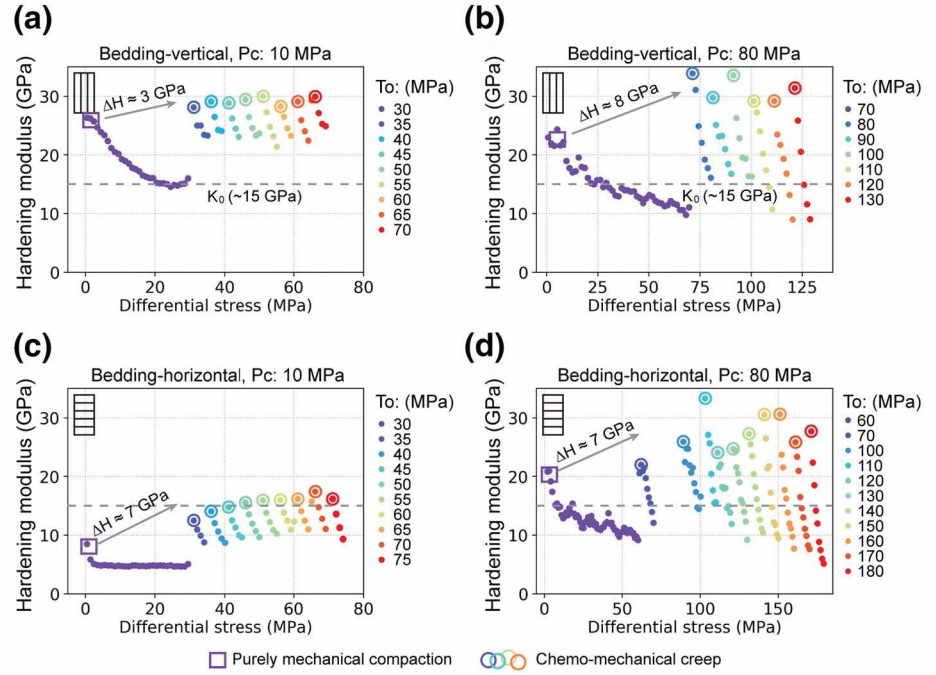 (a)
Bedding-vertical, Pc: 10 MPa
Hardening modulus (GPa)
30
20
10
0
ΔH ≈ 3 GPa
K₀ (~15 GPa)
0 20 40 60 80
Differential stress (MPa)
To: (MPa)
30
35
40
45
50
55
60
65
70
(b)
Bedding-vertical, Pc: 80 MPa
Hardening modulus (GPa)
30
20
10
0
ΔH ≈ 8 GPa
K₀ (~15 GPa)
0 25 50 75 100 125
Differential stress (MPa)
To: (MPa)
70
80
90
100
110
120
130
(c)
Bedding-horizontal, Pc: 10 MPa
Hardening modulus (GPa)
30
20
10
0
ΔH ≈ 7 GPa
0 20 40 60 80
Differential stress (MPa)
To: (MPa)
30
35
40
45
50
55
60
65
70
75
(d)
Bedding-horizontal, Pc: 80 MPa
Hardening modulus (GPa)
30
20
10
0
ΔH ≈ 7 GPa
0 50 100 150
Differential stress (MPa)
To: (MPa)
60
70
100
110
120
130
140
150
160
170
180
Purely mechanical compaction
Chemo-mechanical creep